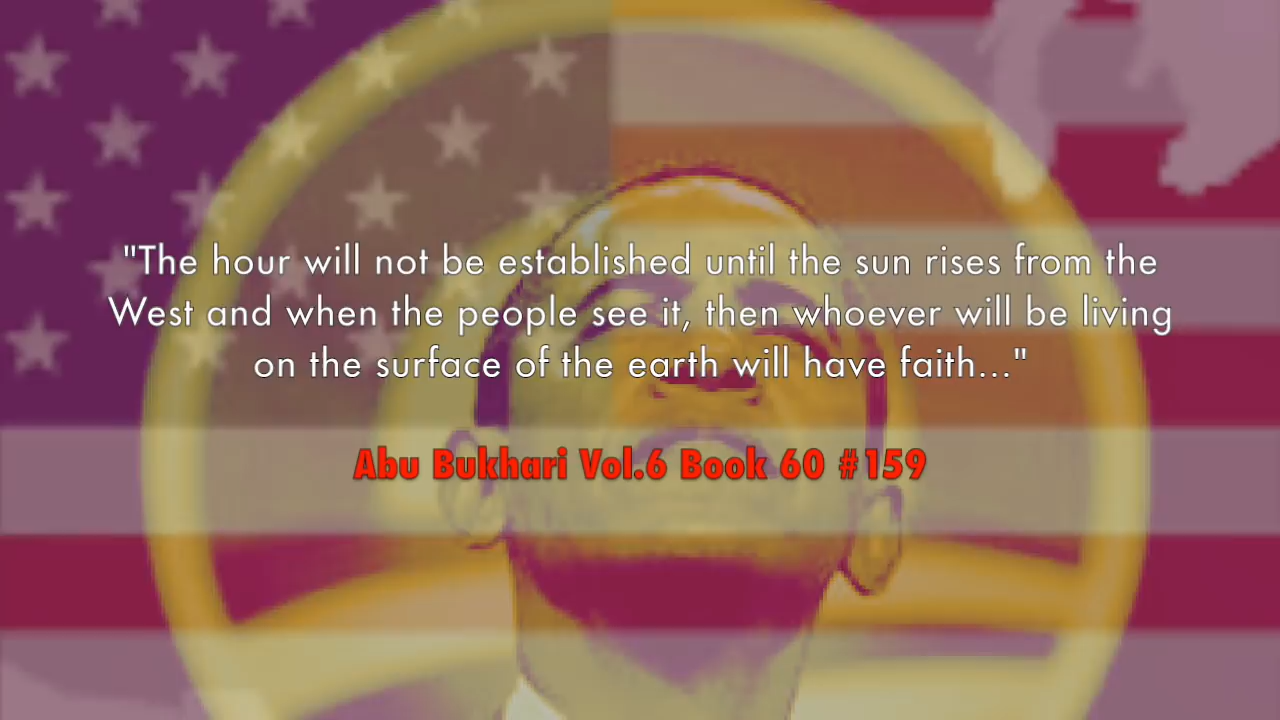 "The hour will not be established until the sun rises from the
West and when the people see it, then whoever will be living
on the surface of the earth will have faith..."
Abu Bukhari Vol.6 Book 60 #159